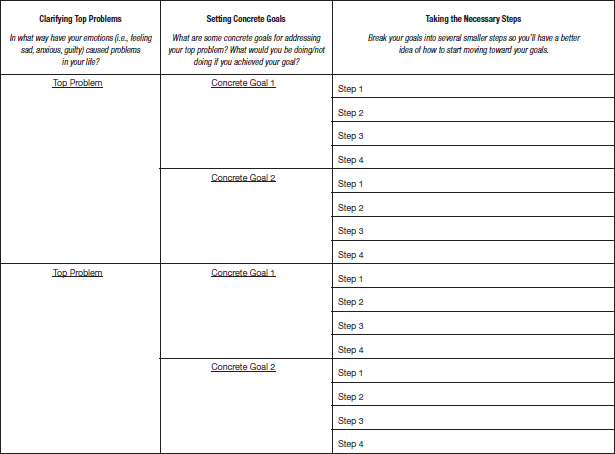 Clarifying Top Problems
In what way have your emotions (i.e., feeling
sad, anxious, guilty) caused problems
in your life?
Setting Concrete Goals
What are some concrete goals for addressing
your top problem? What would you be doing/not
doing if you achieved your goal?
Taking the Necessary Steps
Break your goals into several smaller steps so you'll have a better
idea of how to start moving toward your goals.
Top Problem
Concrete Goal 1
Step 1
Step 2
Step 3
Step 4
Concrete Goal 2
Step 1
Step 2
Step 3
Step 4
Top Problem
Concrete Goal 1
Step 1
Step 2
Step 3
Step 4
Concrete Goal 2
Step 1
Step 2
Step 3
Step 4